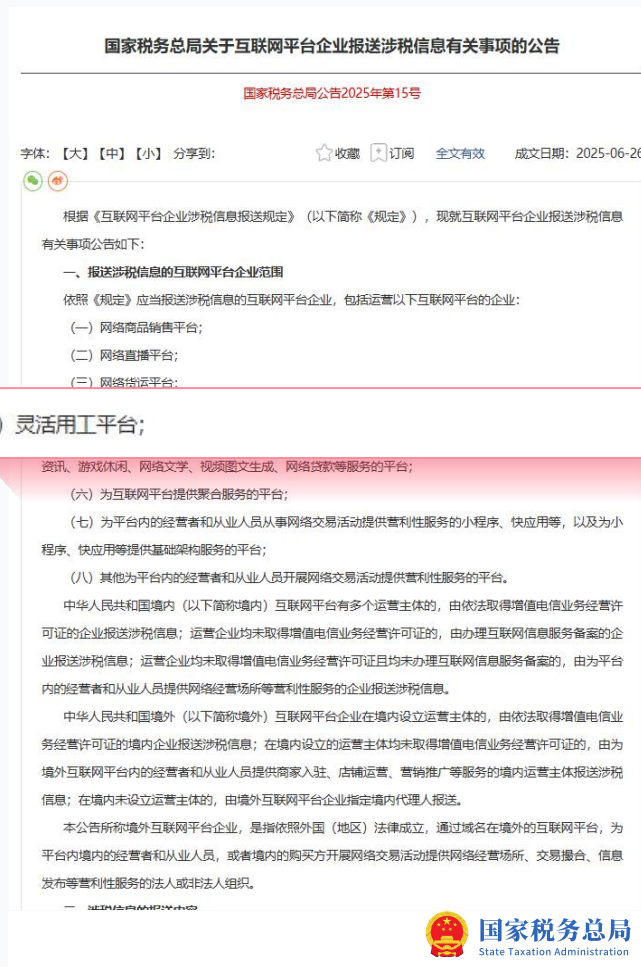 国家税务总局关于互联网平台企业报送涉税信息有关事项的公告
国家税务总局公告2025年第15号
字体：【大】【中】【小】 分享到： 收藏 订阅 全文有效 成文日期：2025-06-26
根据《互联网平台企业涉税信息报送规定》（以下简称《规定》），现就互联网平台企业报送涉税信息
有关事项公告如下：
一、报送涉税信息的互联网平台企业范围
依照《规定》应当报送涉税信息的互联网平台企业，包括运营以下互联网平台的企业：
（一）网络商品销售平台；
（二）网络直播平台；
（三）网络货运平台；
）灵活用工平台；
资讯、游戏休闲、网络文学、视频图文生成、网络贷款等服务的平台；
（六）为互联网平台提供聚合服务的平台；
（七）为平台内的经营者和从业人员从事网络交易活动提供营利性服务的小程序、快应用等，以及为小
程序、快应用等提供基础架构服务的平台；
（八）其他为平台内的经营者和从业人员开展网络交易活动提供营利性服务的平台。
中华人民共和国境内（以下简称境内）互联网平台有多个运营主体的，由依法取得增值电信业务经营许
可证的企业报送涉税信息；运营企业均未取得增值电信业务经营许可证的，由办理互联网信息服务备案的企
业报送涉税信息；运营企业均未取得增值电信业务经营许可证且均未办理互联网信息服务备案的，由为平台
内的经营者和从业人员提供网络经营场所等营利性服务的企业报送涉税信息。
中华人民共和国境外（以下简称境外）互联网平台企业在境内设立运营主体的，由依法取得增值电信业
务经营许可证的境内企业报送涉税信息；在境内设立的运营主体均未取得增值电信业务经营许可证的，由为
境外互联网平台内的经营者和从业人员提供商家入驻、店铺运营、营销推广等服务的境内运营主体报送涉税
信息；在境内未设立运营主体的，由境外互联网平台企业指定境内代理人报送。
本公告所称境外互联网平台企业，是指依照外国（地区）法律成立，通过域名在境外的互联网平台，为
平台内境内的经营者和从业人员，或者境内的购买方开展网络交易活动提供网络经营场所、交易撮合、信息
发布等营利性服务的法人或非法人组织。
二、涉税信息的报送内容
国家税务总局
State Taxation Administration